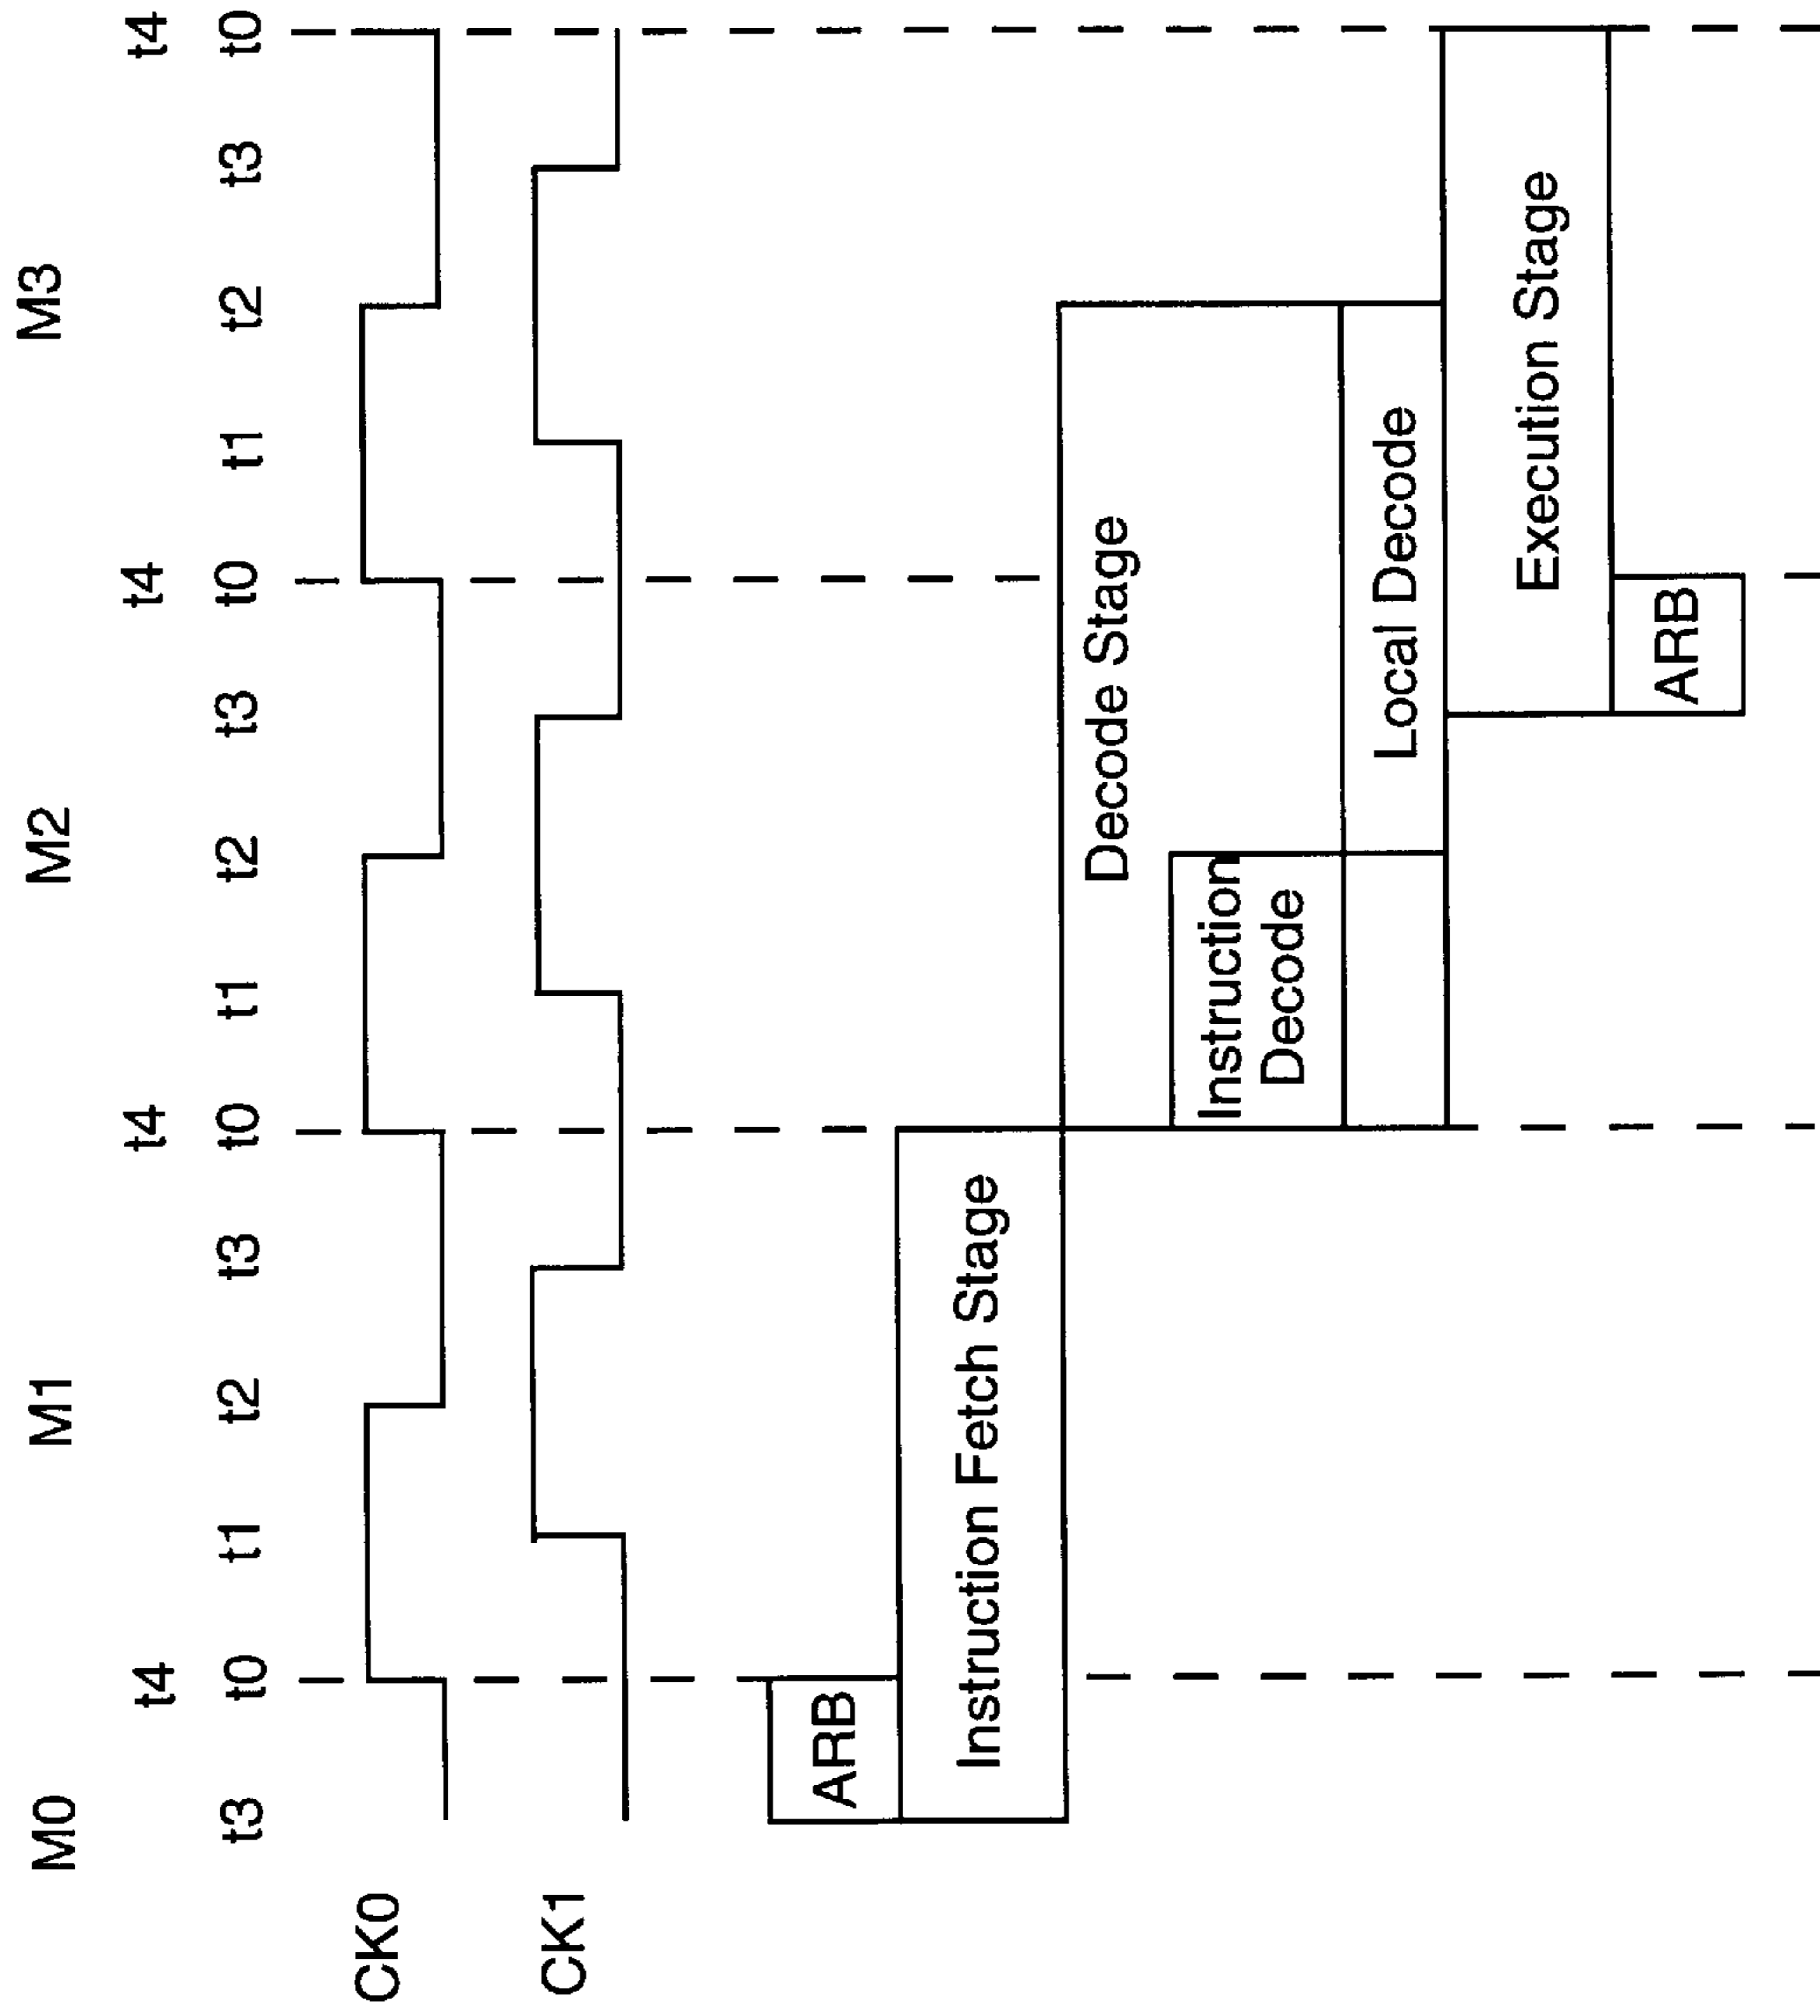 M0 M1 M2 M3
t4 t4 t4 t4
t3 t0 t1 t2 t3 t0 t1 t2 t3 t0 t1 t2 t3 t0
CK0
CK1
ARB
Instruction Fetch Stage
Decode Stage
Instruction
Decode
Local Decode
Execution Stage
ARB